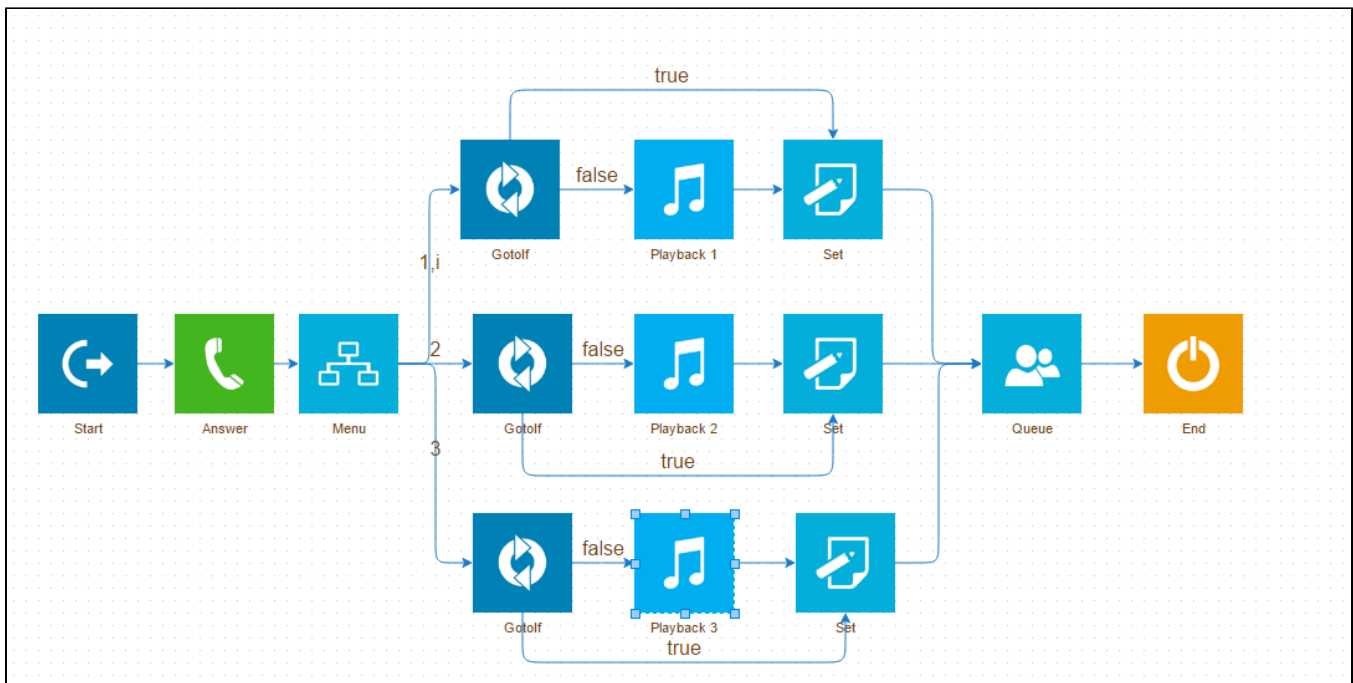 true
false
GotoIf
Playback 1
Set
1,i
Start
Answer
Menu
2
false
GotoIf
Playback 2
Set
Queue
End
true
3
false
GotoIf
Playback 3
Set
true